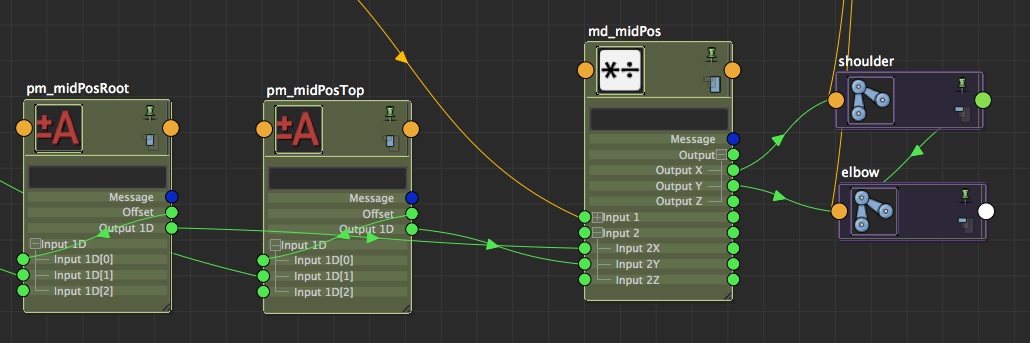 pm_midPosRoot
±A
Message
Offset
Output 1D
Input 1D
Input 1D[0]
Input 1D[1]
Input 1D[2]
pm_midPosTop
±A
Message
Offset
Output 1D
Input 1D
Input 1D[0]
Input 1D[1]
Input 1D[2]
md_midPos
*÷
Message
Output
Output X
Output Y
Output Z
Input 1
Input 2
Input 2X
Input 2Y
Input 2Z
shoulder
elbow